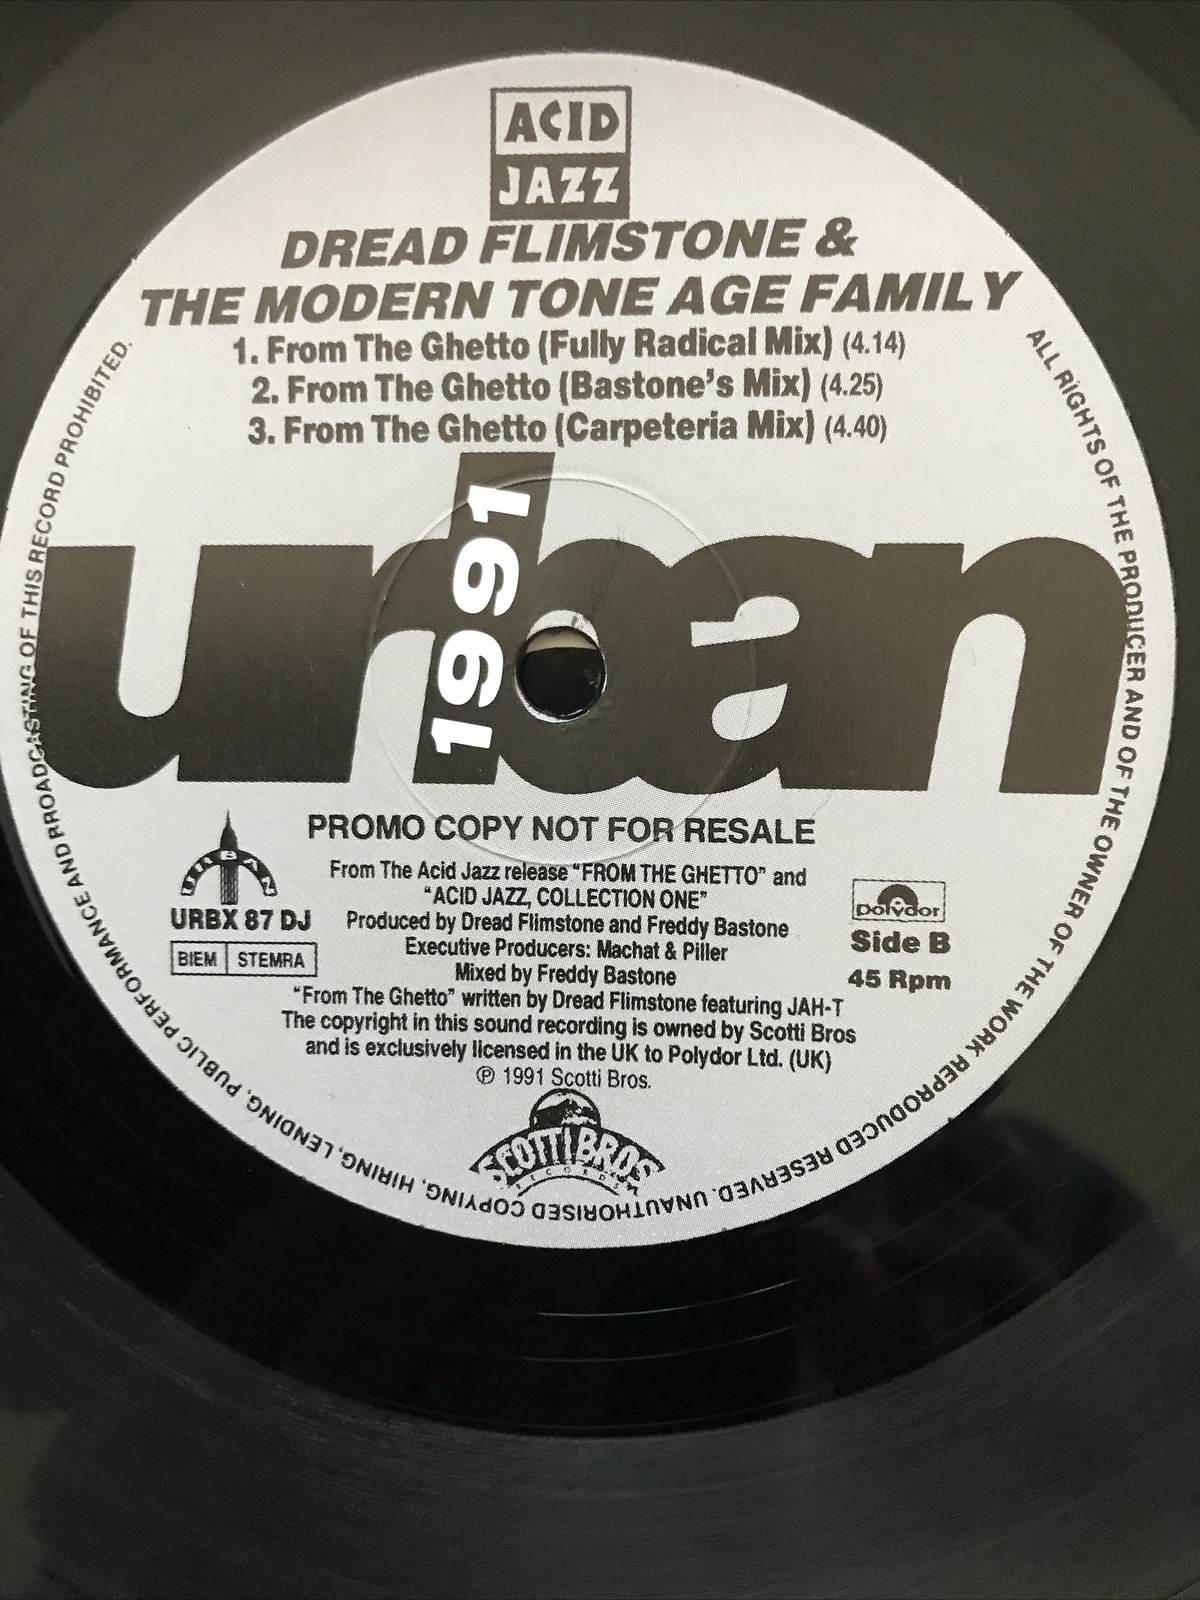 ACID
JAZZ
DREAD FLIMSTONE &
THE MODERN TONE AGE FAMILY
1. From The Ghetto (Fully Radical Mix) (4.14)
2. From The Ghetto (Bastone's Mix) (4.25)
3. From The Ghetto (Carpeteria Mix) (4.40)
urban
1991
PROMO COPY NOT FOR RESALE
URBAN
URBX 87 DJ
BIEM STEMRA
From The Acid Jazz release "FROM THE GHETTO" and
"ACID JAZZ, COLLECTION ONE"
Produced by Dread Flimstone and Freddy Bastone
Executive Producers: Machat & Piller
Mixed by Freddy Bastone
"From The Ghetto" written by Dread Flimstone featuring JAH-T
The copyright in this sound recording is owned by Scotti Bros
and is exclusively licensed in the UK to Polydor Ltd. (UK)
℗ 1991 Scotti Bros.
polydor
Side B
45 Rpm
SCOTTI BROS
RECORDS
ALL RIGHTS OF THE PRODUCER AND OF THE OWNER OF THE WORK REPRODUCED RESERVED. UNAUTHORISED COPYING, HIRING, LENDING, PUBLIC PERFORMANCE AND BROADCASTING OF THIS RECORD PROHIBITED.